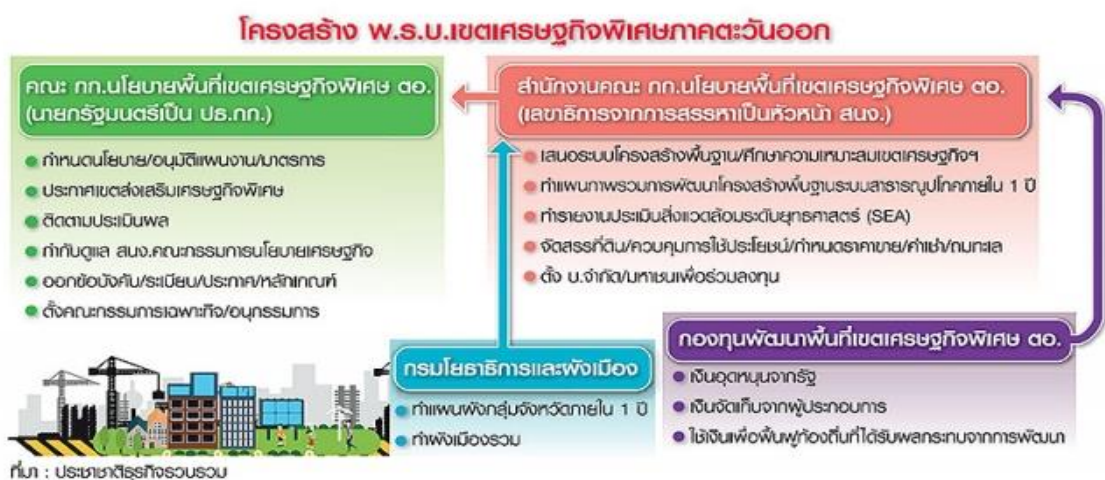 โครงสร้าง พ.ร.บ.เขตเศรษฐกิจพิเศษภาคตะวันออก
คณะ กก.นโยบายพื้นที่เขตเศรษฐกิจพิเศษ ตอ.
(นายกรัฐมนตรีเป็น ปธ.กก.)
กำหนดนโยบาย/อนุมัติแผนงาน/มาตรการ
ประกาศเขตส่งเสริมเศรษฐกิจพิเศษ
ติดตามประเมินผล
กำกับดูแล สนง.คณะกรรมการนโยบายเศรษฐกิจ
ออกข้อบังคับ/ระเบียบ/ประกาศ/หลักเกณฑ์
ตั้งคณะกรรมการเฉพาะกิจ/อนุกรรมการ
สำนักงานคณะ กก.นโยบายพื้นที่เขตเศรษฐกิจพิเศษ ตอ.
(เลขาธิการจากการสรรหาเป็นหัวหน้า สนง.)
เสนอระบบโครงสร้างพื้นฐาน/ศึกษาความเหมาะสมเขตเศรษฐกิจฯ
ทำแผนภาพรวมการพัฒนาโครงสร้างพื้นฐานระบบสาธารณูปโภคภายใน 1 ปี
ทำรายงานประเมินสิ่งแวดล้อมระดับยุทธศาสตร์ (SEA)
จัดสรรที่ดิน/ควบคุมการใช้ประโยชน์/กำหนดราคาขาย/ค่าเช่า/ถมทะเล
ตั้ง บ.จำกัด/มหาชนเพื่อร่วมลงทุน
กรมโยธาธิการและผังเมือง
ทำแผนผังกลุ่มจังหวัดภายใน 1 ปี
ทำผังเมืองรวม
กองทุนพัฒนาพื้นที่เขตเศรษฐกิจพิเศษ ตอ.
เงินอุดหนุนจากรัฐ
เงินจัดเก็บจากผู้ประกอบการ
ใช้เงินเพื่อฟื้นฟูท้องถิ่นที่ได้รับผลกระทบจากการพัฒนา
ที่มา : ประชาชาติธุรกิจรวบรวม